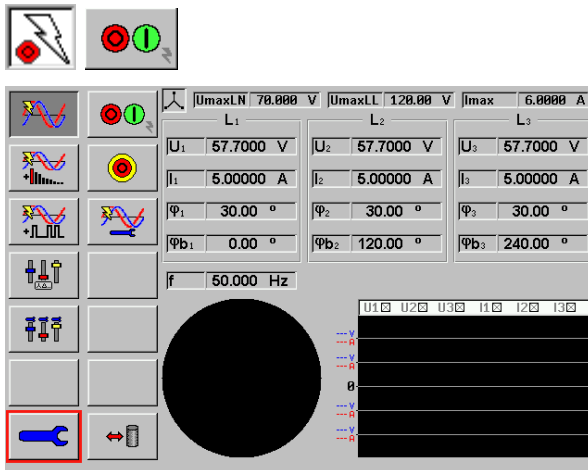 UmaxLN 70.000 V UmaxLL 120.00 V Imax 6.0000 A
L1 L2 L3
U1 57.7000 V U2 57.7000 V U3 57.7000 V
I1 5.00000 A I2 5.00000 A I3 5.00000 A
φ1 30.00 º φ2 30.00 º φ3 30.00 º
φb1 0.00 º φb2 120.00 º φb3 240.00 º
f 50.000 Hz
U1 U2 U3 I1 I2 I3
--- V
--- A
--- V
--- A
0
--- V
--- A
--- V
--- A